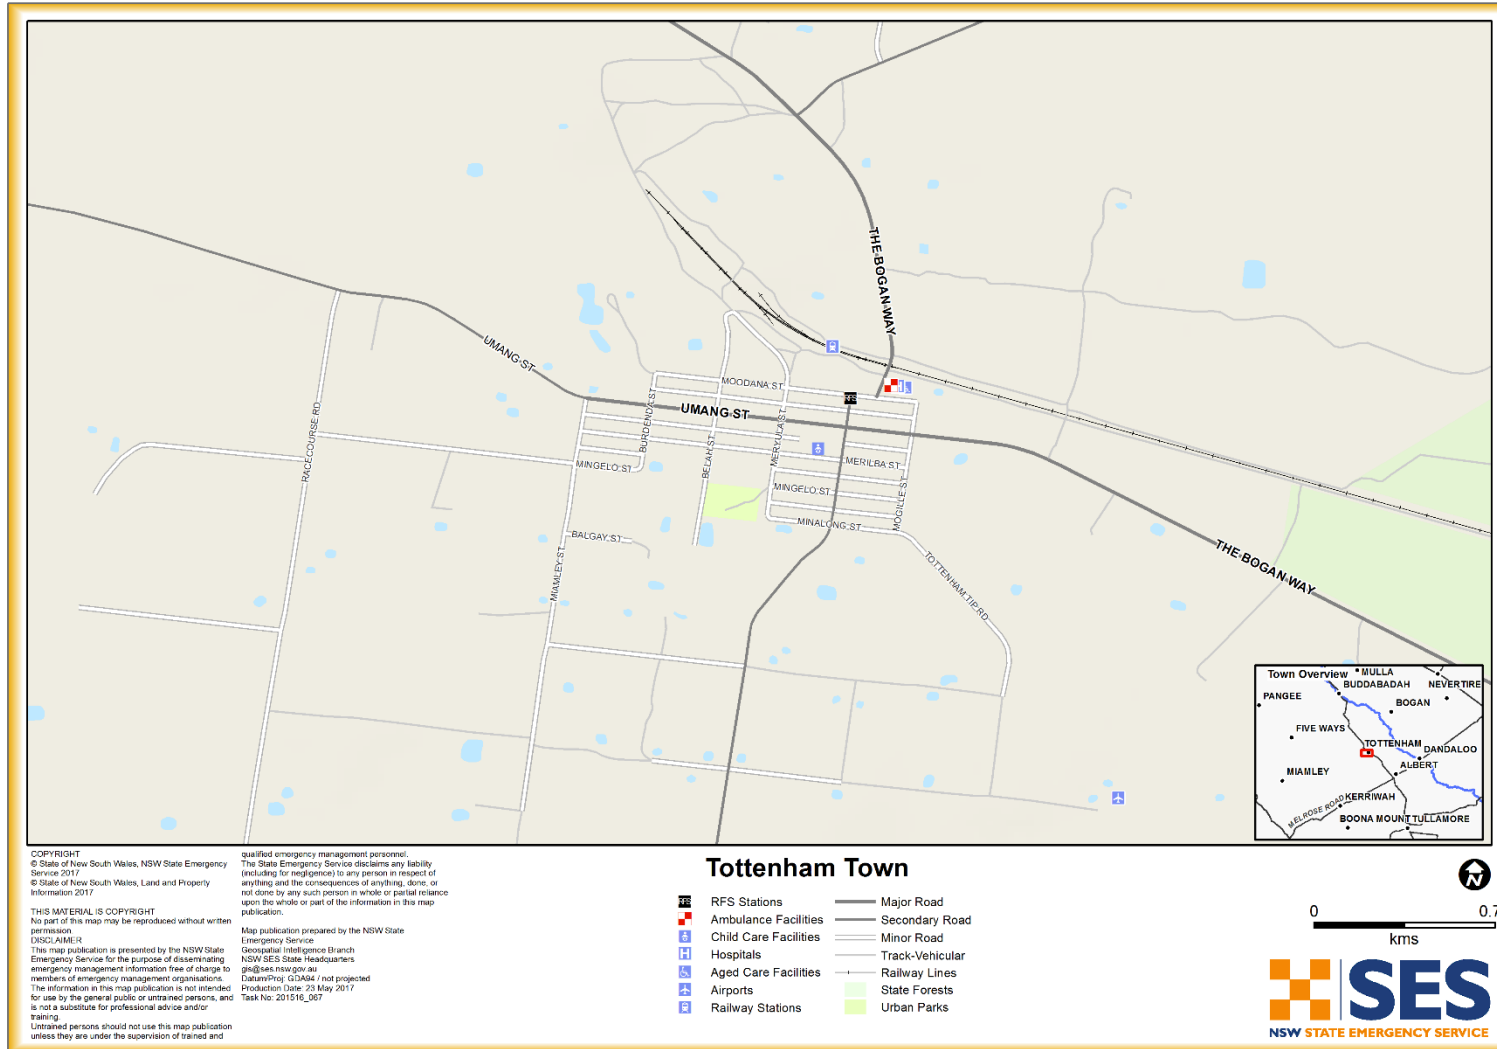 THE BOGAN WAY
UMANG ST
MOODANA ST
RACECOURSE RD
BURDENDA ST
UMANG ST
MERYULA ST
BELAH ST
MINGELO ST
MERILBA ST
MINGELO ST
MOGILLE ST
MINALONG ST
BALGAY ST
MIAMLEY ST
TOTTENHAM TIP RD
THE BOGAN WAY
RFS
Town Overview
MULLA
BUDDABADAH
NEVERTIRE
PANGEE
BOGAN
FIVE WAYS
TOTTENHAM
DANDALOO
ALBERT
MIAMLEY
MELROSE ROAD
KERRIWAH
BOONA MOUNT
TULLAMORE
COPYRIGHT
© State of New South Wales, NSW State Emergency
Service 2017
© State of New South Wales, Land and Property
Information 2017
THIS MATERIAL IS COPYRIGHT
No part of this map may be reproduced without written
permission.
DISCLAIMER
This map publication is presented by the NSW State
Emergency Service for the purpose of disseminating
emergency management information free of charge to
members of emergency management organisations.
The information in this map publication is not intended
for use by the general public or untrained persons, and
is not a substitute for professional advice and/or
training.
Untrained persons should not use this map publication
unless they are under the supervision of trained and
qualified emergency management personnel.
The State Emergency Service disclaims any liability
(including for negligence) to any person in respect of
anything and the consequences of anything, done, or
not done by any such person in whole or partial reliance
upon the whole or part of the information in this map
publication.
Map publication prepared by the NSW State
Emergency Service
Geospatial Intelligence Branch
NSW SES State Headquarters
gis@ses.nsw.gov.au
Datum/Proj: GDA94 / not projected
Production Date: 23 May 2017
Task No: 201516_067
Tottenham Town
RFS Stations
Ambulance Facilities
Child Care Facilities
Hospitals
Aged Care Facilities
Airports
Railway Stations
Major Road
Secondary Road
Minor Road
Track-Vehicular
Railway Lines
State Forests
Urban Parks
N
0 0.7
kms
SES
NSW STATE EMERGENCY SERVICE